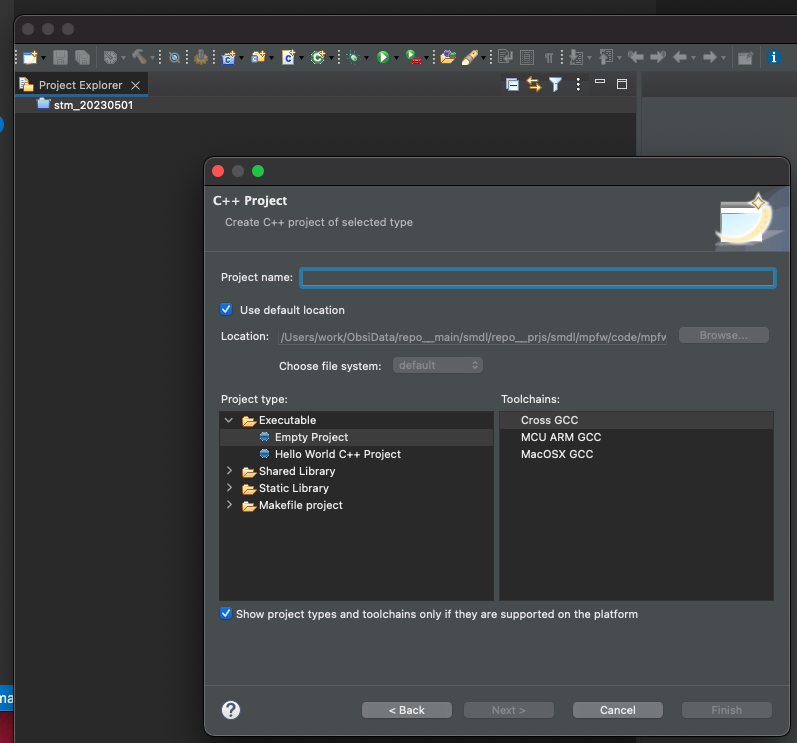 Project Explorer
stm_20230501
C++ Project
Create C++ project of selected type
Project name:
Use default location
Location: /Users/work/ObsiData/repo__main/smdl/repo__prjs/smdl/mpfw/code/mpfw Browse...
Choose file system: default
Project type: Toolchains:
Executable Cross GCC
Empty Project MCU ARM GCC
Hello World C++ Project MacOSX GCC
Shared Library
Static Library
Makefile project
Show project types and toolchains only if they are supported on the platform
ma
? < Back Next > Cancel Finish